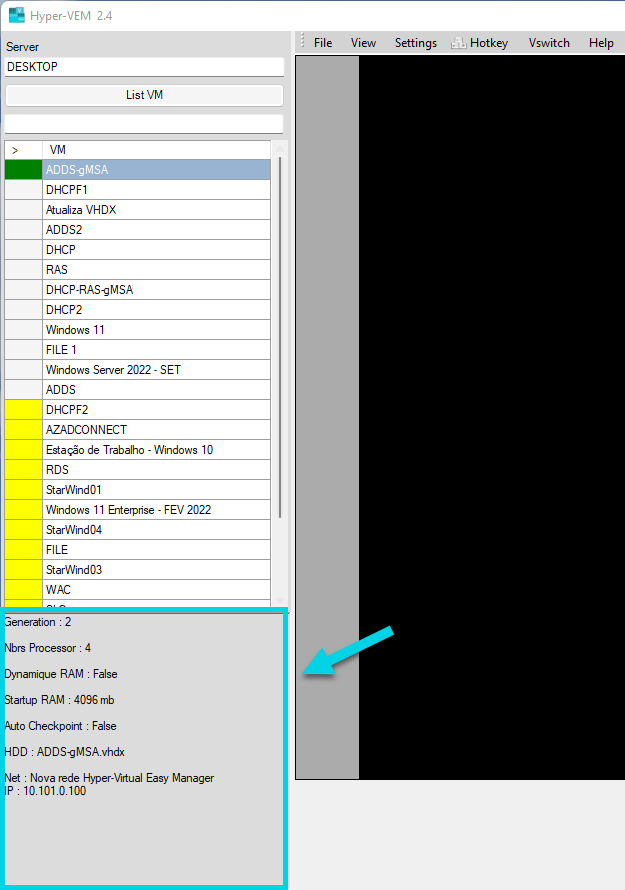 Hyper-VEM 2.4
Server
DESKTOP
List VM
File View Settings Hotkey Vswitch Help
> VM
ADDS-gMSA
DHCPF1
Atualiza VHDX
ADDS2
DHCP
RAS
DHCP-RAS-gMSA
DHCP2
Windows 11
FILE 1
Windows Server 2022 - SET
ADDS
DHCPF2
AZADCONNECT
Estação de Trabalho - Windows 10
RDS
StarWind01
Windows 11 Enterprise - FEV 2022
StarWind04
FILE
StarWind03
WAC
Generation : 2
Nbrs Processor : 4
Dynamique RAM : False
Startup RAM : 4096 mb
Auto Checkpoint : False
HDD : ADDS-gMSA.vhdx
Net : Nova rede Hyper-Virtual Easy Manager
IP : 10.101.0.100